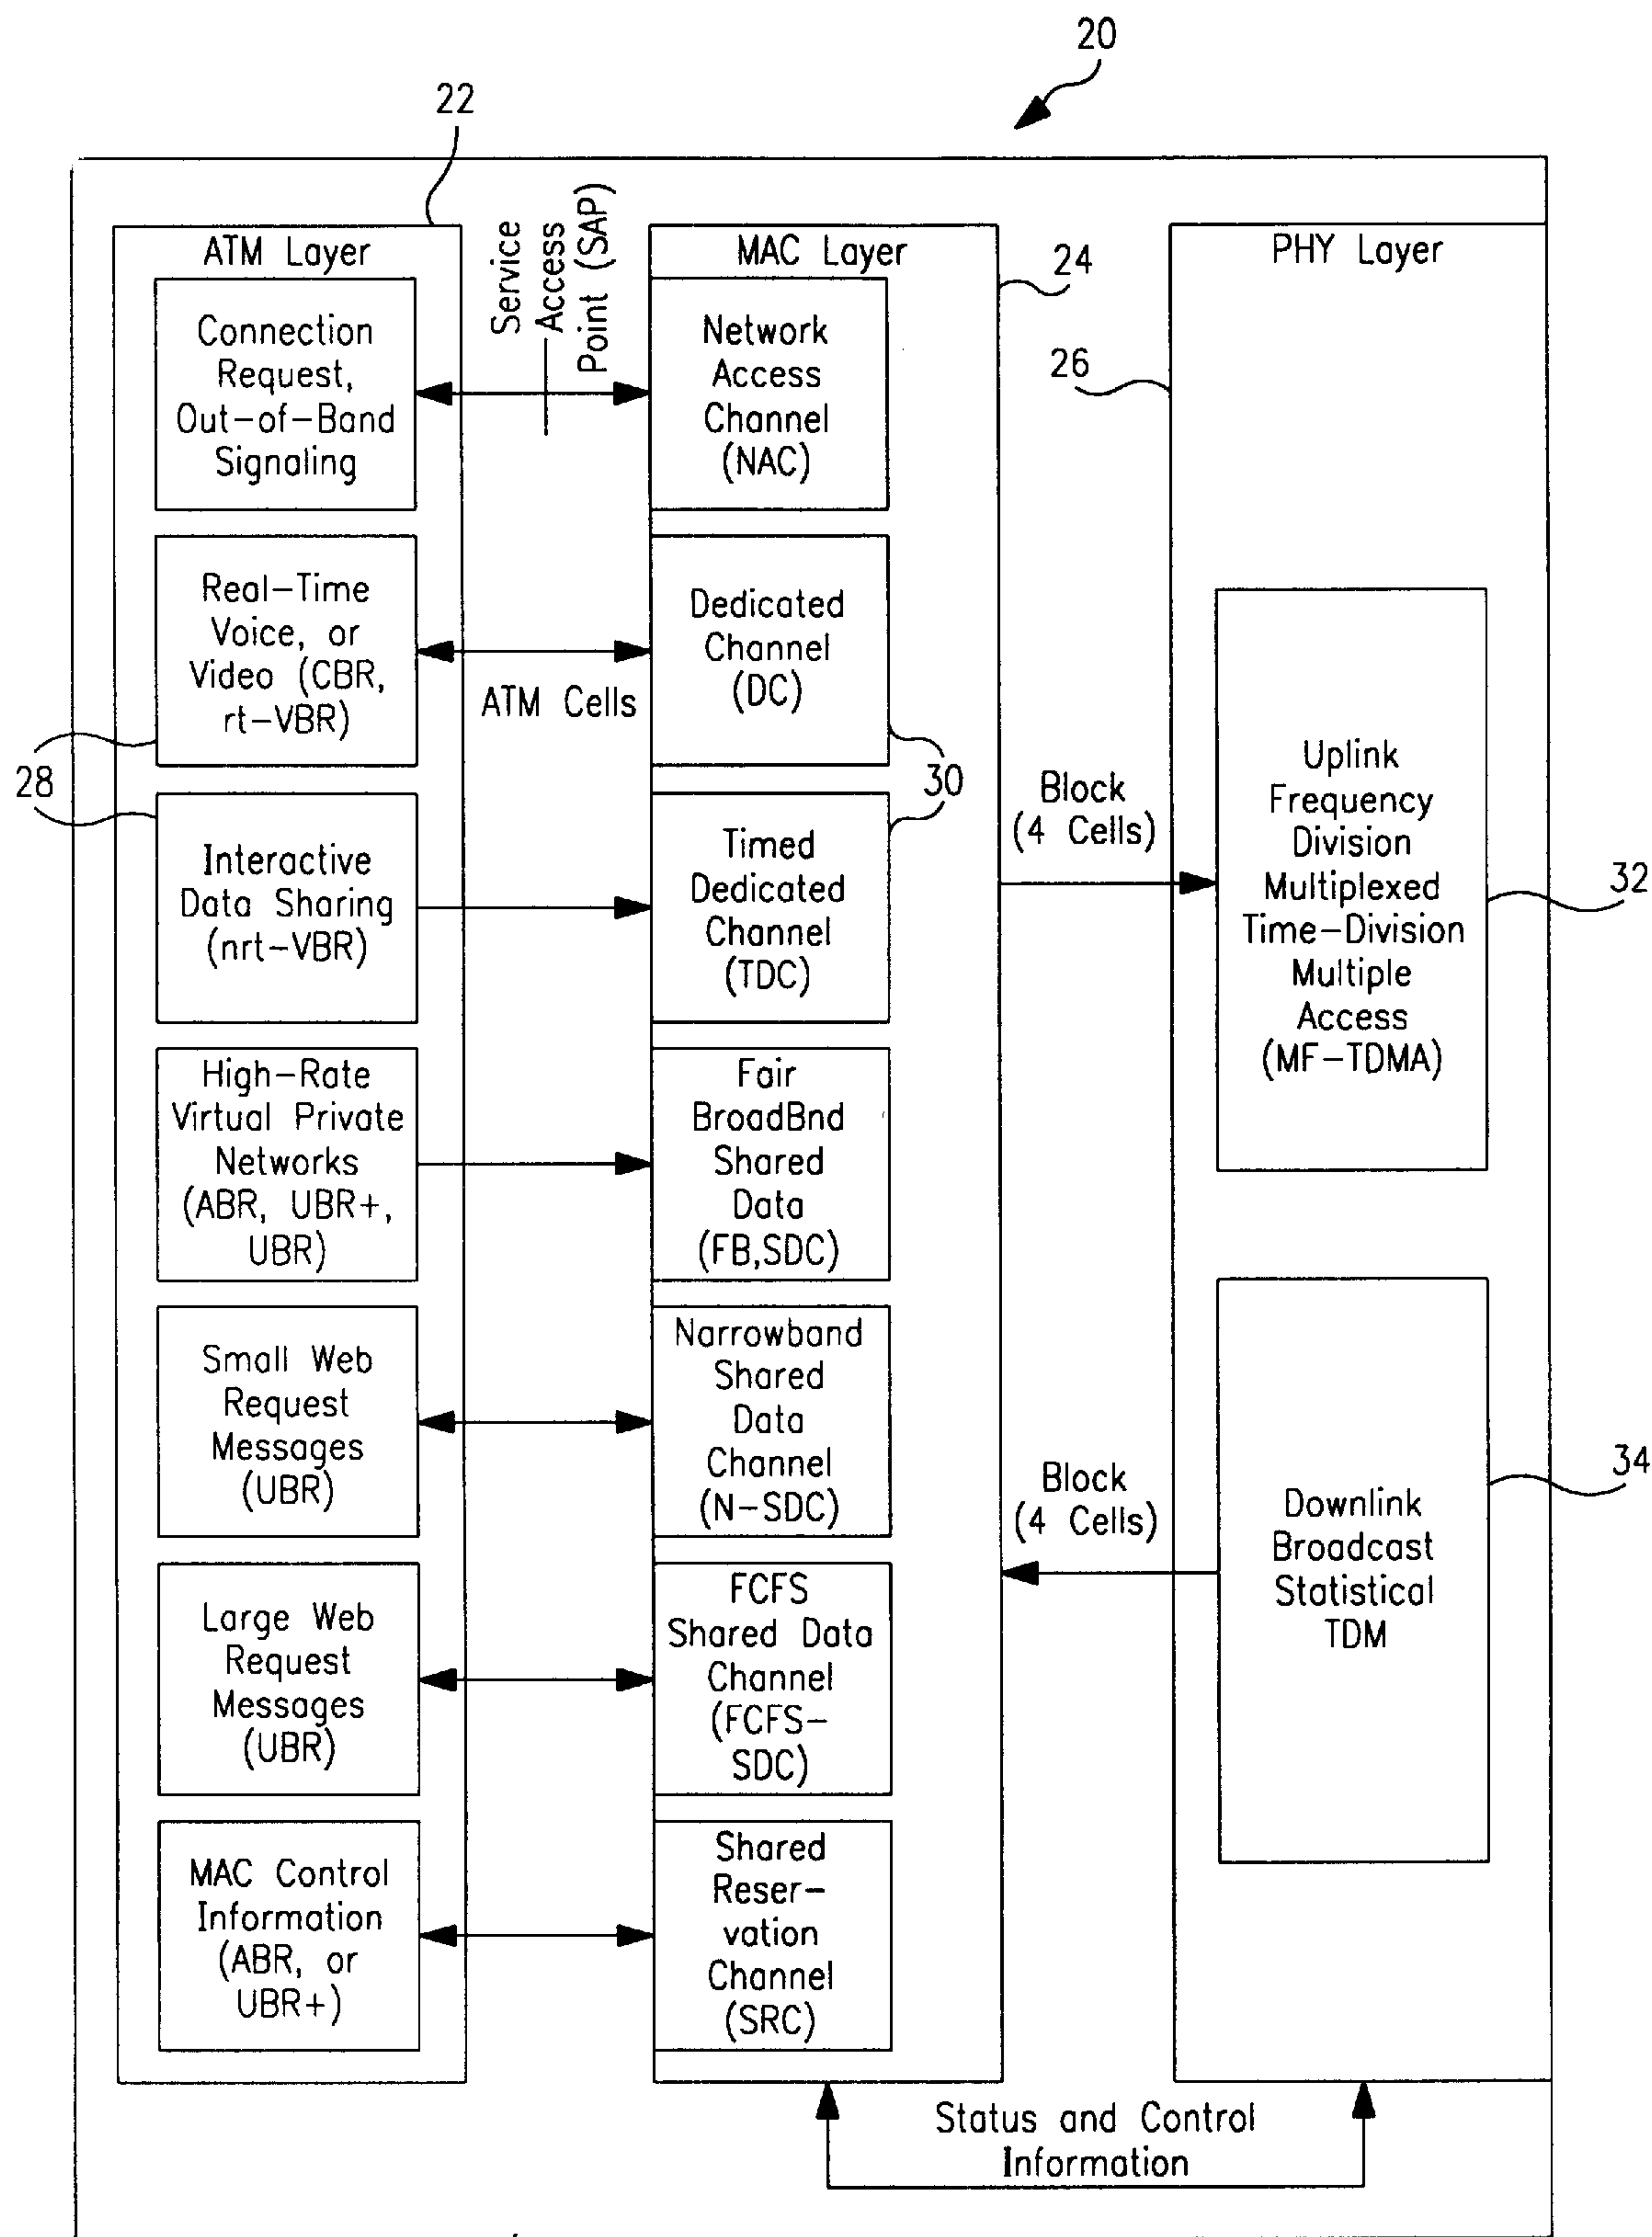 20
22
ATM Layer
Service
Access
Point (SAP)
MAC Layer
24
PHY Layer
26
Connection
Request,
Out-of-Band
Signaling
Network
Access
Channel
(NAC)
Real-Time
Voice, or
Video (CBR,
rt-VBR)
ATM Cells
Dedicated
Channel
(DC)
28
30
Interactive
Data Sharing
(nrt-VBR)
Timed
Dedicated
Channel
(TDC)
Block
(4 Cells)
Uplink
Frequency
Division
Multiplexed
Time-Division
Multiple
Access
(MF-TDMA)
32
High-Rate
Virtual Private
Networks
(ABR, UBR+,
UBR)
Fair
BroadBnd
Shared
Data
(FB,SDC)
Small Web
Request
Messages
(UBR)
Narrowband
Shared
Data
Channel
(N-SDC)
Block
(4 Cells)
Downlink
Broadcast
Statistical
TDM
34
Large Web
Request
Messages
(UBR)
FCFS
Shared Data
Channel
(FCFS-
SDC)
MAC Control
Information
(ABR, or
UBR+)
Shared
Reser-
vation
Channel
(SRC)
Status and Control
Information